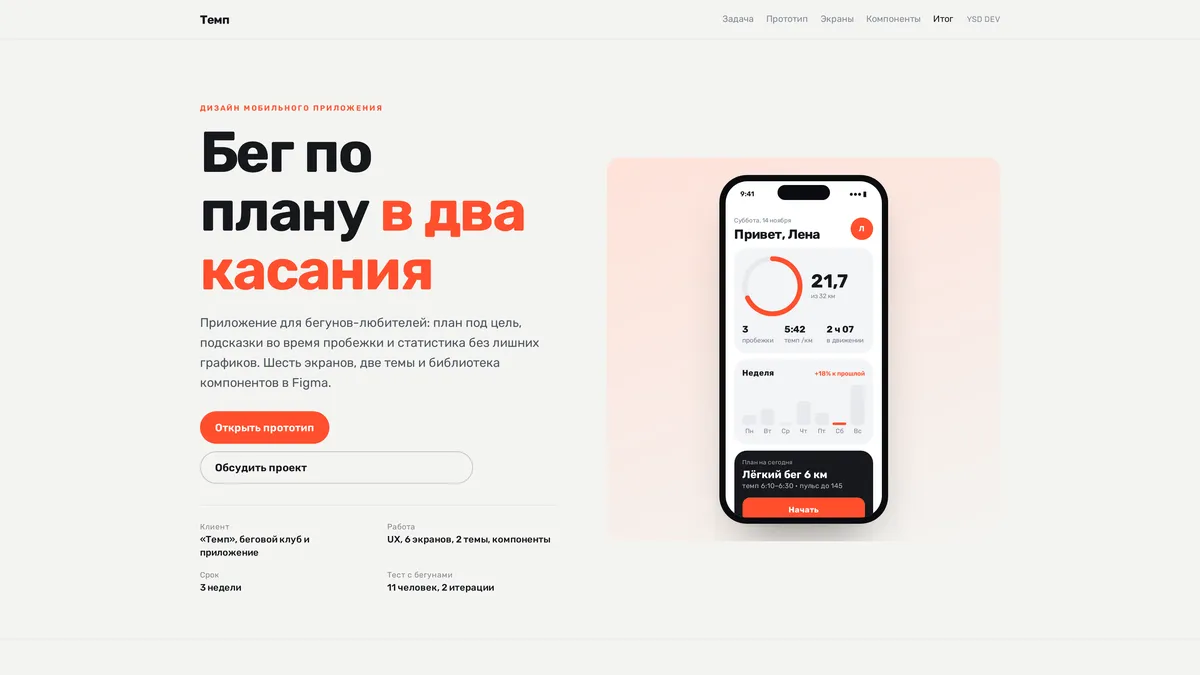 Темп
Задача Прототип Экраны Компоненты Итог YSD DEV
ДИЗАЙН МОБИЛЬНОГО ПРИЛОЖЕНИЯ
Бег по
плану в два
касания
Приложение для бегунов-любителей: план под цель,
подсказки во время пробежки и статистика без лишних
графиков. Шесть экранов, две темы и библиотека
компонентов в Figma.
Открыть прототип
Обсудить проект
Клиент
«Темп», беговой клуб и
приложение
Работа
UX, 6 экранов, 2 темы, компоненты
Срок
3 недели
Тест с бегунами
11 человек, 2 итерации
9:41
Суббота, 14 ноября
Привет, Лена
Л
21,7
из 32 км
3 5:42 2 ч 07
пробежки темп /км в движении
Неделя +18% к прошлой
Пн Вт Ср Чт Пт Сб Вс
План на сегодня
Лёгкий бег 6 км
темп 6:10–6:30 • пульс до 145
Начать